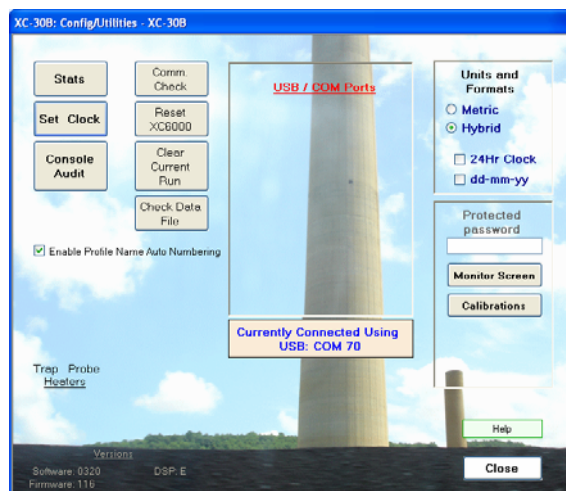 XC-30B: Config/Utilities - XC-30B
Stats
Comm.
Check
Set Clock
Reset
XC6000
Console
Audit
Clear
Current
Run
Check Data
File
Enable Profile Name Auto Numbering
USB / COM Ports
Currently Connected Using
USB: COM 70
Units and
Formats
Metric
Hybrid
24Hr Clock
dd-mm-yy
Protected
password
Monitor Screen
Calibrations
Trap Probe
Heaters
Versions
Software: 0320 DSP: E
Firmware: 116
Help
Close